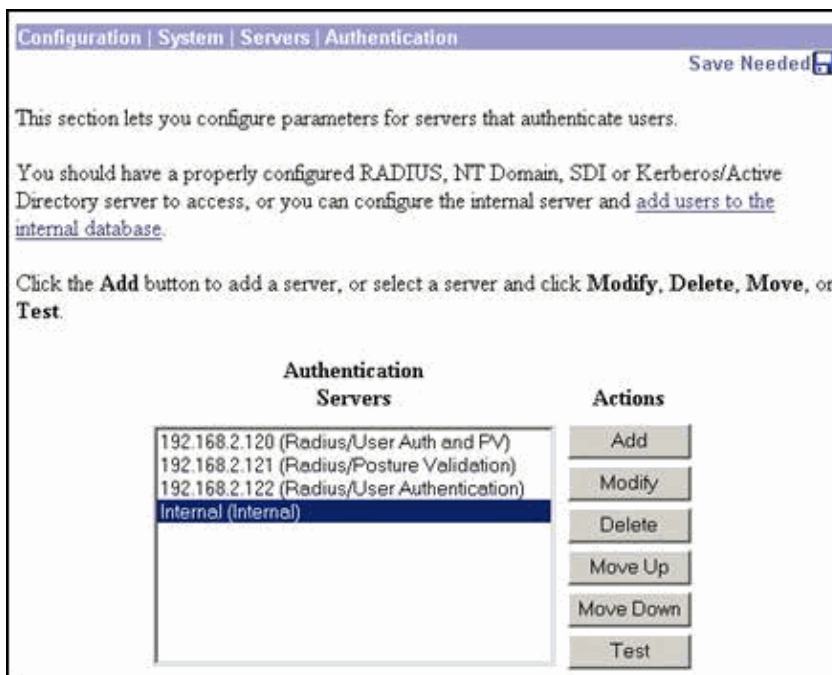 Configuration | System | Servers | Authentication
Save Needed
This section lets you configure parameters for servers that authenticate users.
You should have a properly configured RADIUS, NT Domain, SDI or Kerberos/Active
Directory server to access, or you can configure the internal server and add users to the
internal database.
Click the Add button to add a server, or select a server and click Modify, Delete, Move, or
Test.
Authentication
Servers
Actions
192.168.2.120 (Radius/User Auth and PV)
192.168.2.121 (Radius/Posture Validation)
192.168.2.122 (Radius/User Authentication)
Internal (Internal)
Add
Modify
Delete
Move Up
Move Down
Test